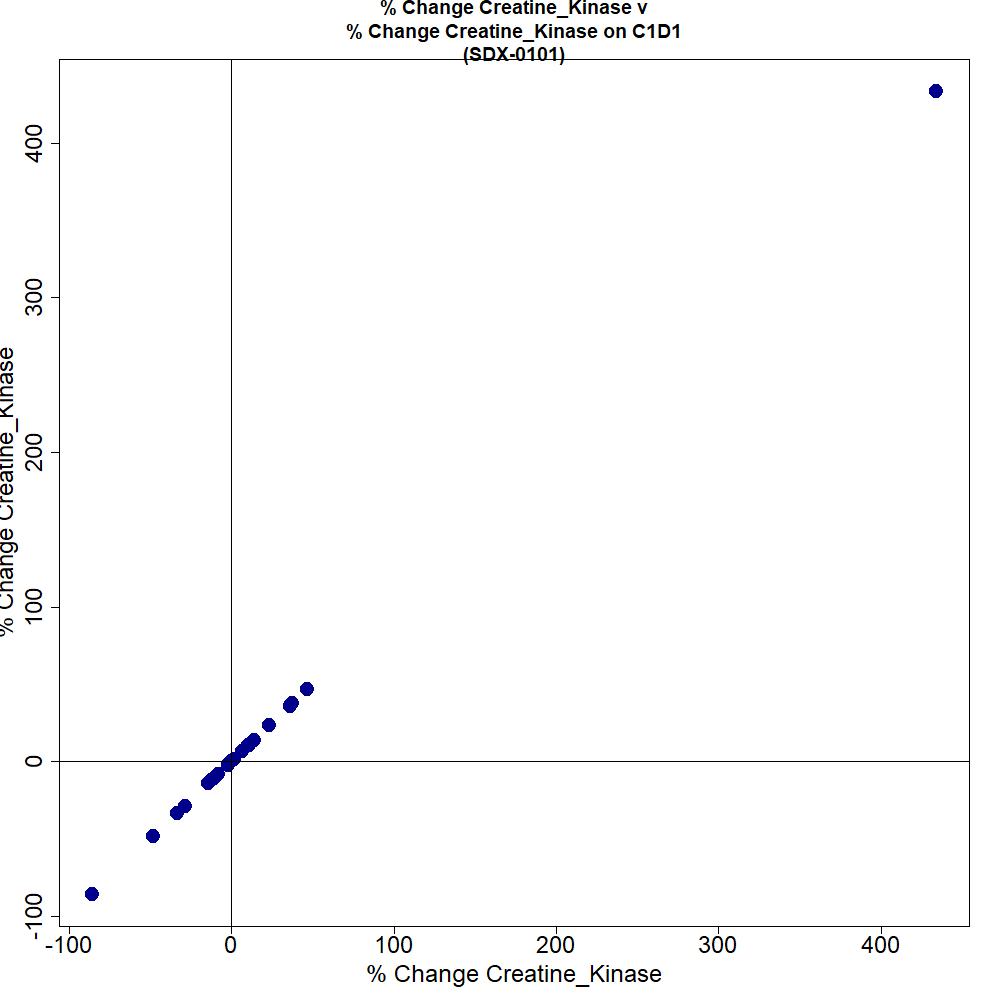 % Change Creatine_Kinase v
% Change Creatine_Kinase on C1D1
(SDX-0101)
% Change Creatine_Kinase
400
300
200
100
0
-100
-100 0 100 200 300 400
% Change Creatine_Kinase